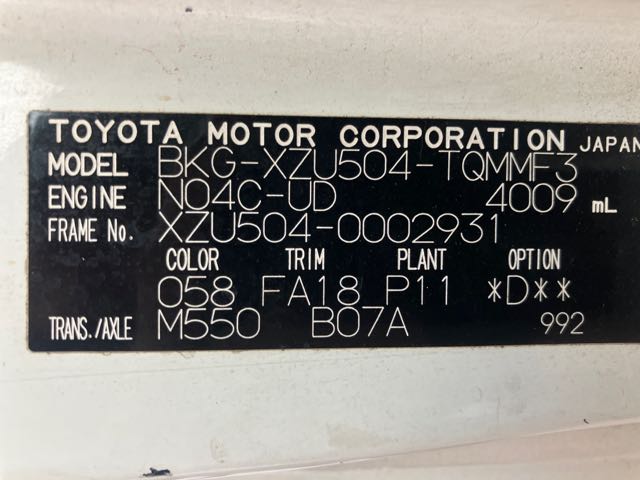 TOYOTA MOTOR CORPORATION JAPAN
MODEL BKG-XZU504-TQMMF3
ENGINE N04C-UD 4009 mL
FRAME No. XZU504-0002931
COLOR TRIM PLANT OPTION
058 FA18 P11 *D**
TRANS./AXLE M550 B07A 992